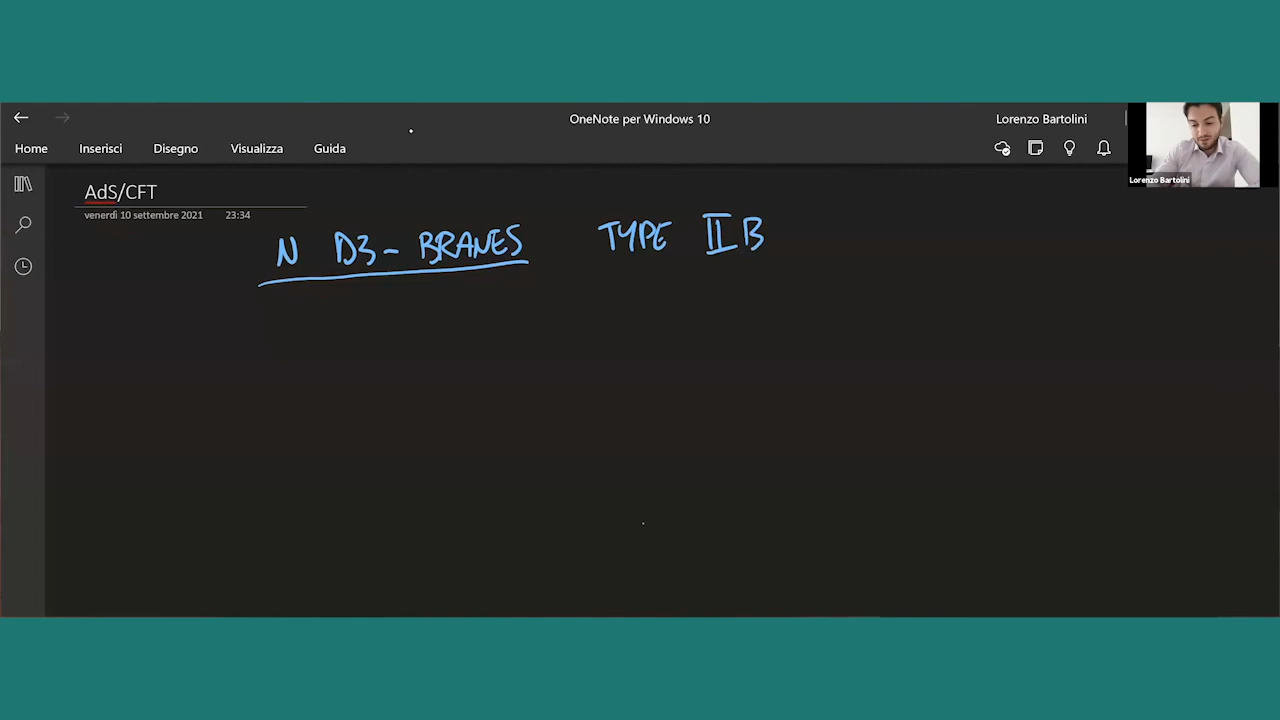 OneNote per Windows 10
Lorenzo Bartolini
Home Inserisci Disegno Visualizza Guida
Lorenzo Bartolini
AdS/CFT
venerdì 10 settembre 2021 23:34
N D3-BRANES TYPE IIB